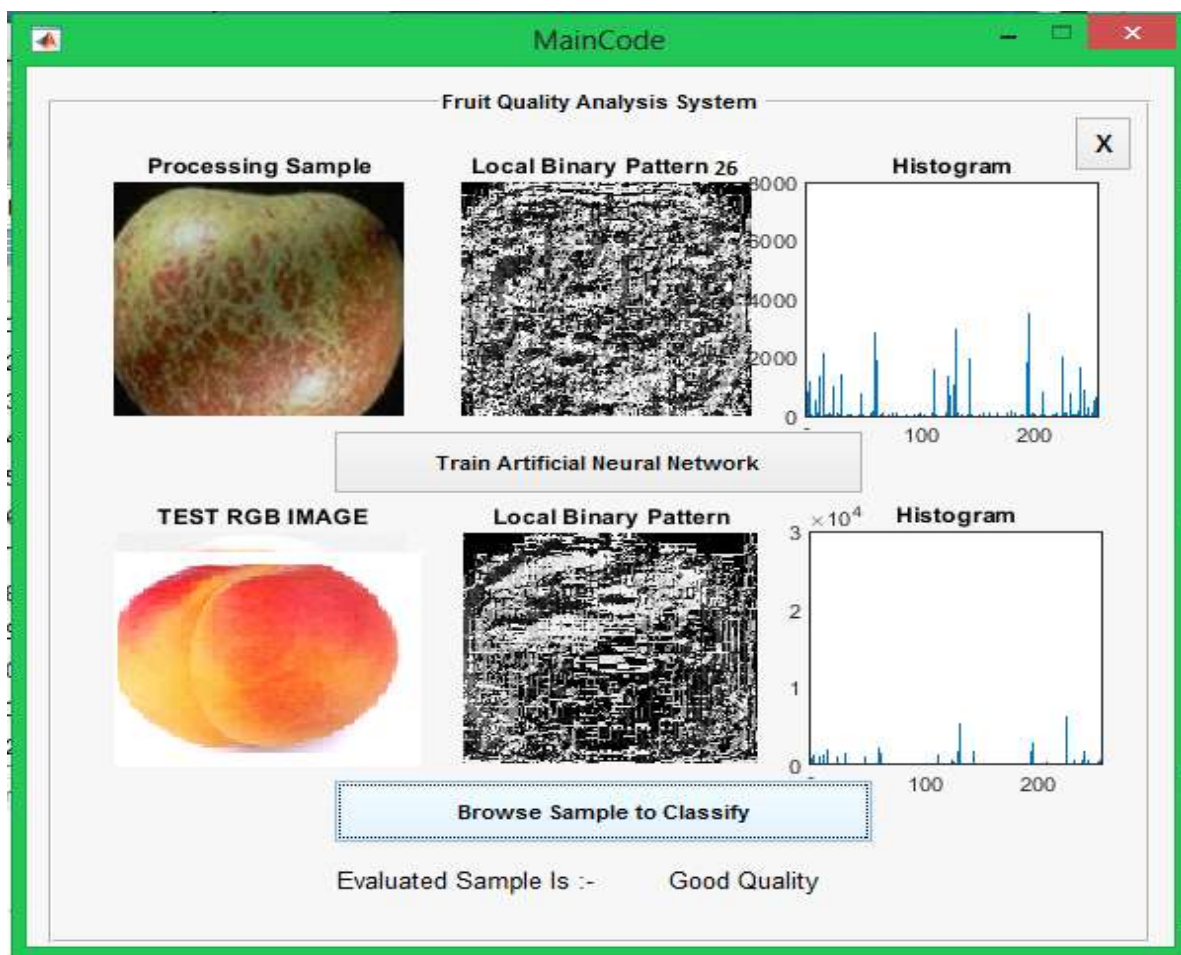 MainCode
Fruit Quality Analysis System
X
Processing Sample
Local Binary Pattern 26
Histogram
8000
6000
4000
2000
0
100 200
Train Artificial Neural Network
TEST RGB IMAGE
Local Binary Pattern
×10^4 Histogram
3
2
1
0
100 200
Browse Sample to Classify
Evaluated Sample Is :- Good Quality